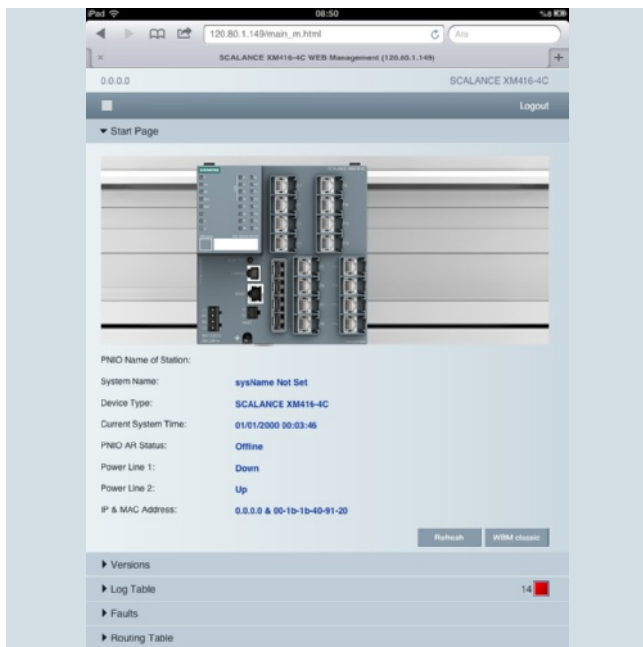 iPad
08:50
120.80.1.149/main_m.html
Ara
SCALANCE XM416-4C WEB Management (120.80.1.149)
0.0.0.0 SCALANCE XM416-4C
Logout
Start Page
SIEMENS
PNIO Name of Station:
System Name: sysName Not Set
Device Type: SCALANCE XM416-4C
Current System Time: 01/01/2000 00:03:46
PNIO AR Status: Offline
Power Line 1: Down
Power Line 2: Up
IP & MAC Address: 0.0.0.0 & 00-1b-1b-40-91-20
Refresh WBM classic
Versions
Log Table 14
Faults
Routing Table